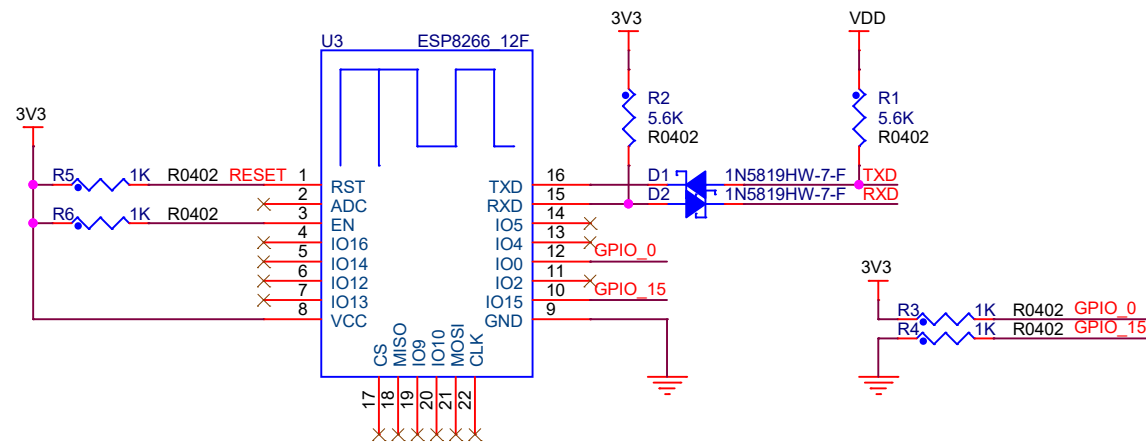 3V3 VDD
U3 ESP8266_12F
R2 R1
5.6K 5.6K
R0402 R0402
3V3
R5 1K R0402 RESET 1 RST TXD 16 D1 1N5819HW-7-F TXD
2 ADC RXD 15 D2 1N5819HW-7-F RXD
R6 1K R0402 3 EN IO5 14
4 IO16 IO4 13
5 IO14 IO0 12 GPIO_0
6 IO12 IO2 11
7 IO13 IO15 10 GPIO_15
8 VCC GND 9
3V3
R3 1K R0402 GPIO_0
R4 1K R0402 GPIO_15
CS MISO IO9 IO10 MOSI CLK
17 18 19 20 21 22